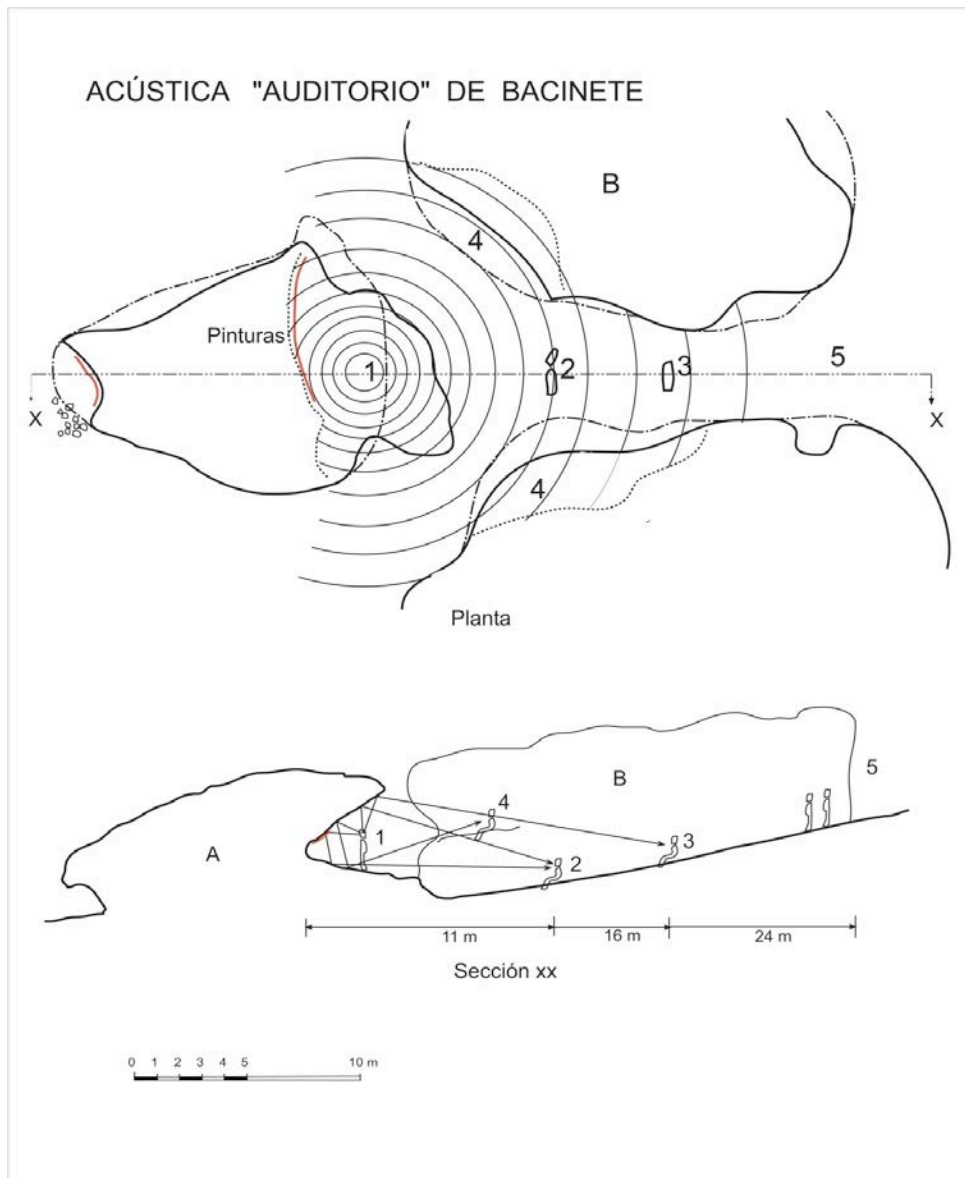 ACÚSTICA "AUDITORIO" DE BACINETE
B
4
Pinturas
1
2
3
5
X
X
4
Planta
A
B
5
4
1
3
2
11 m
16 m
24 m
Sección xx
0 1 2 3 4 5 10 m